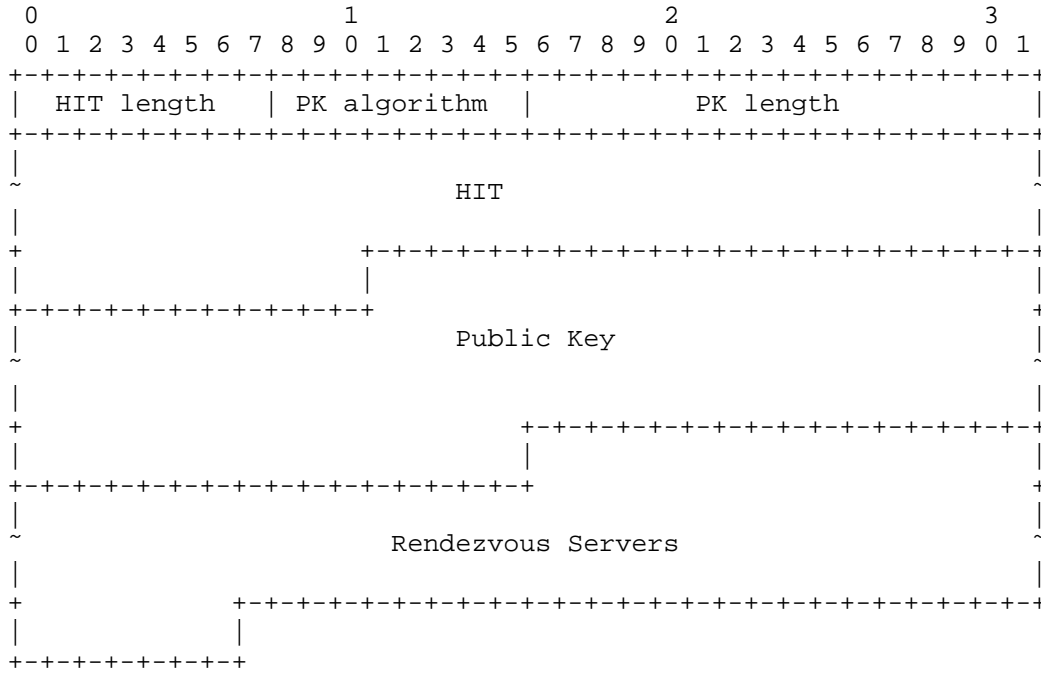 0                   1                   2                   3
0 1 2 3 4 5 6 7 8 9 0 1 2 3 4 5 6 7 8 9 0 1 2 3 4 5 6 7 8 9 0 1
+-+-+-+-+-+-+-+-+-+-+-+-+-+-+-+-+-+-+-+-+-+-+-+-+-+-+-+-+-+-+-+-+
|  HIT length   | PK algorithm  |          PK length            |
+-+-+-+-+-+-+-+-+-+-+-+-+-+-+-+-+-+-+-+-+-+-+-+-+-+-+-+-+-+-+-+-+
|                                                               |
~                           HIT                                 ~
|                                                               |
+                     +-+-+-+-+-+-+-+-+-+-+-+-+-+-+-+-+-+-+-+-+-+
|                     |                                         |
+-+-+-+-+-+-+-+-+-+-+-+                                         +
|                           Public Key                          |
~                                                               ~
|                                                               |
+                               +-+-+-+-+-+-+-+-+-+-+-+-+-+-+-+-+
|                               |                               |
+-+-+-+-+-+-+-+-+-+-+-+-+-+-+-+-+                               +
|                                                               |
~                       Rendezvous Servers                      ~
|                                                               |
+             +-+-+-+-+-+-+-+-+-+-+-+-+-+-+-+-+-+-+-+-+-+-+-+-+-+
|             |
+-+-+-+-+-+-+-+